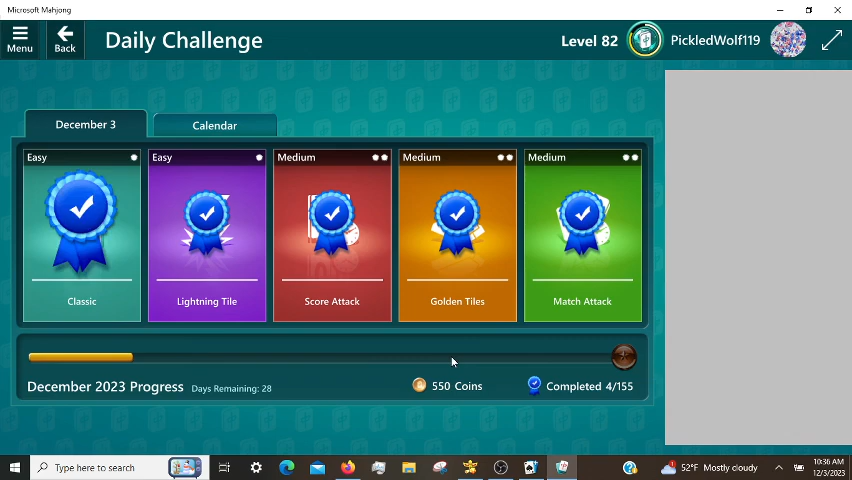 Microsoft Mahjong
Menu
Back
Daily Challenge
Level 82
PickledWolf119
December 3
Calendar
Easy
Easy
Medium
Medium
Medium
Classic
Lightning Tile
Score Attack
Golden Tiles
Match Attack
December 2023 Progress
Days Remaining: 28
550 Coins
Completed 4/155
Type here to search
52°F Mostly cloudy
10:36 AM
12/3/2023